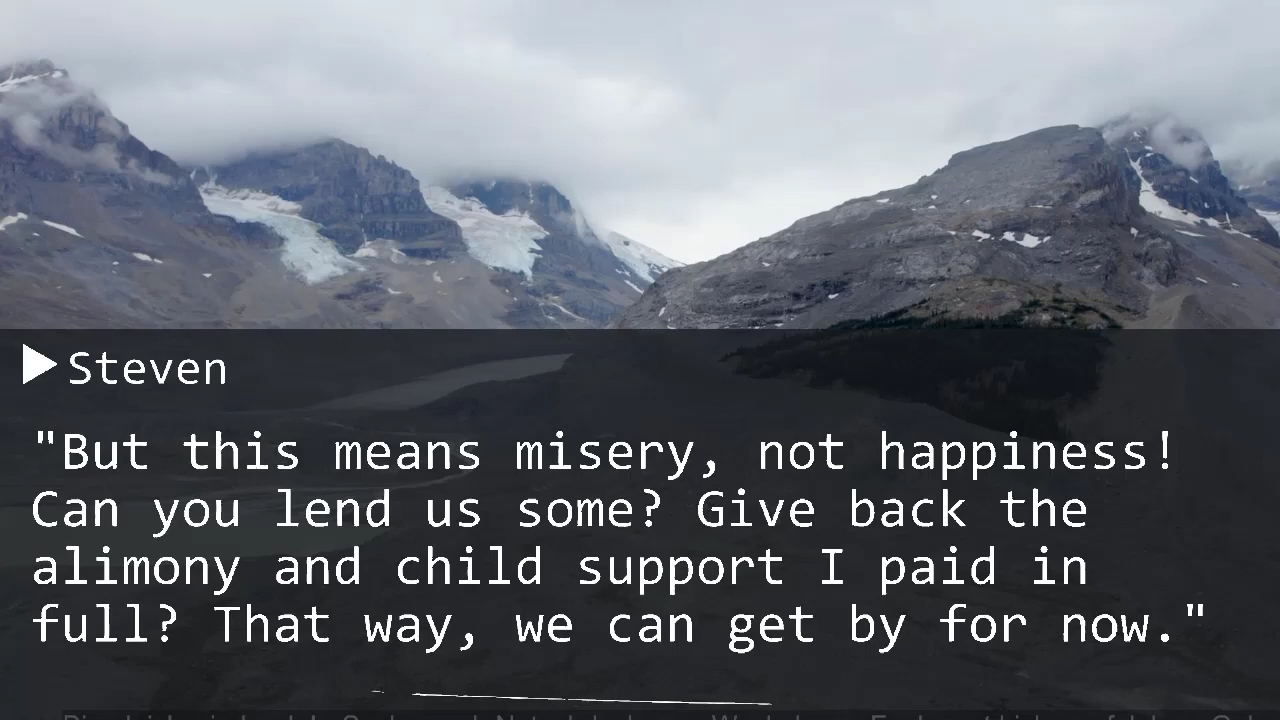 Steven
"But this means misery, not happiness!
Can you lend us some? Give back the
alimony and child support I paid in
full? That way, we can get by for now."